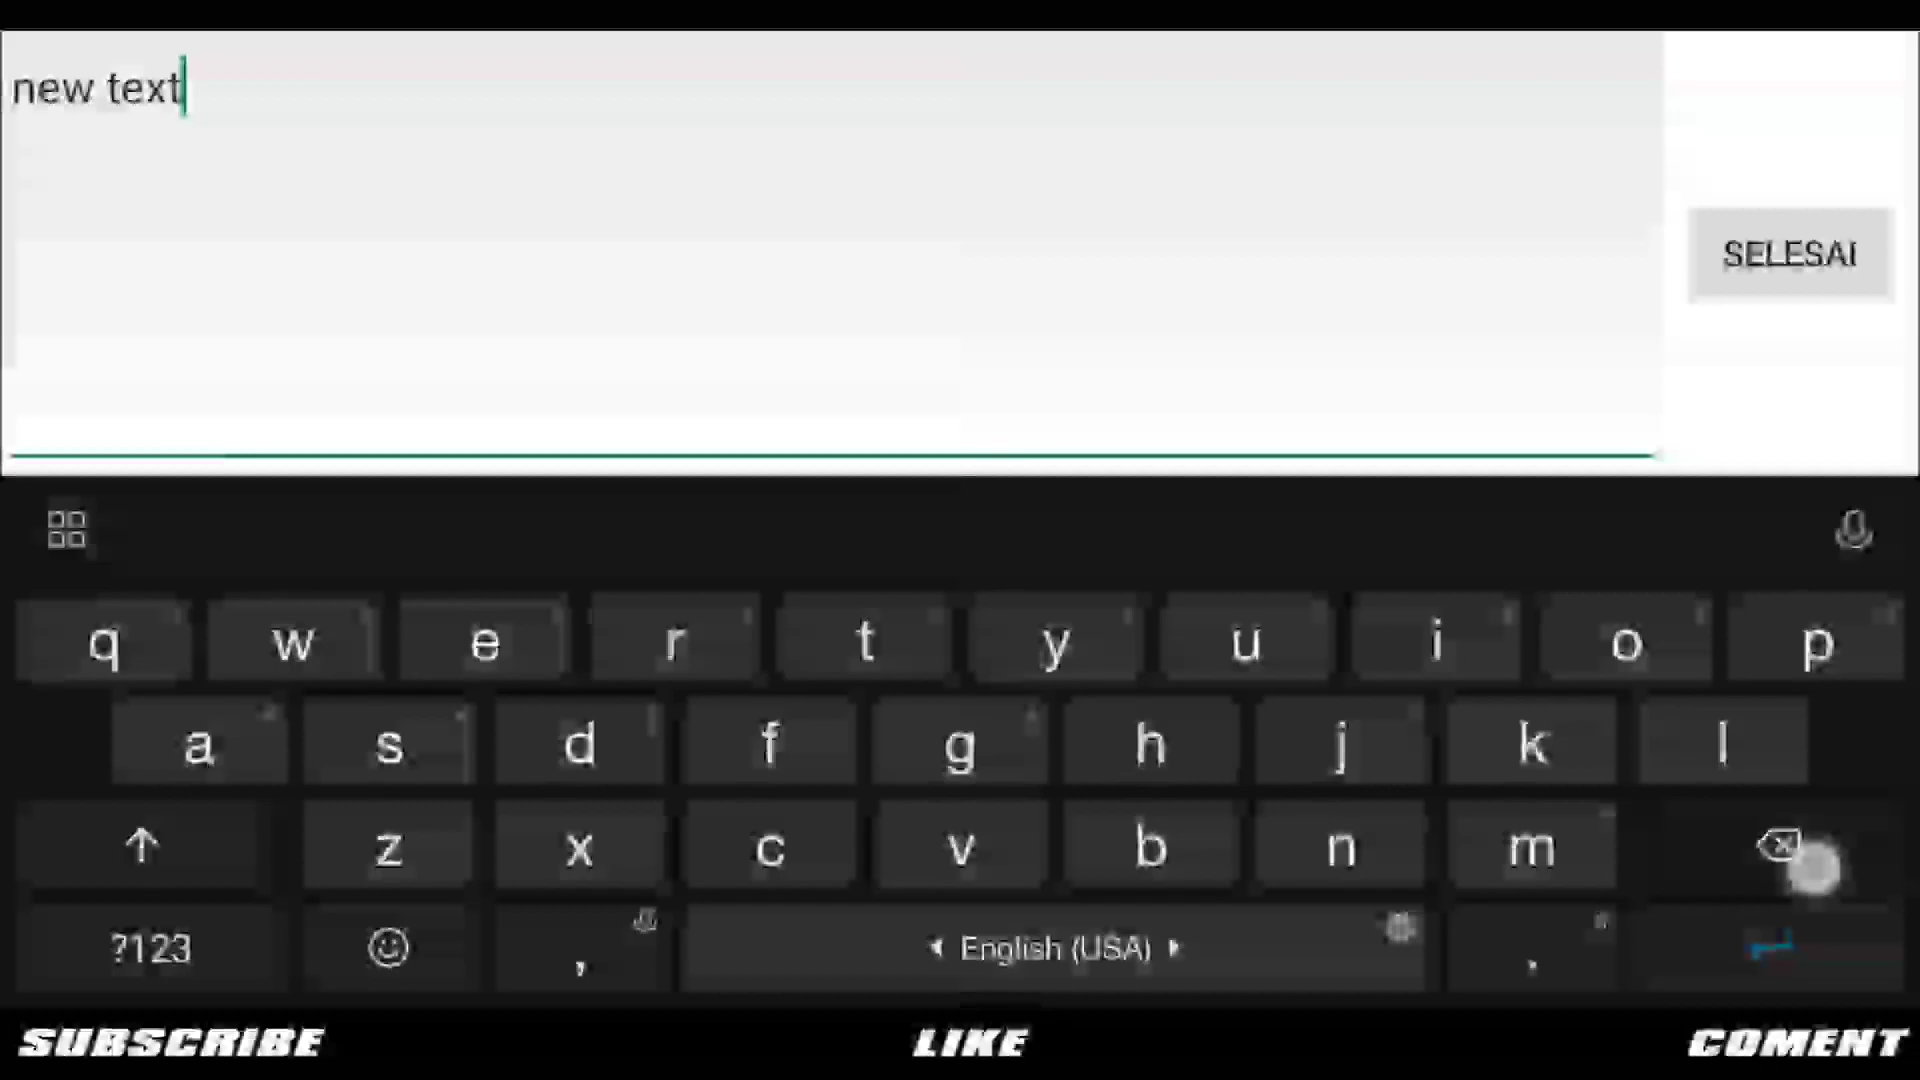 new text
SELESAI
q w e r t y u i o p
a s d f g h j k l
z x c v b n m
?123 , English (USA) .
SUBSCRIBE LIKE COMENT